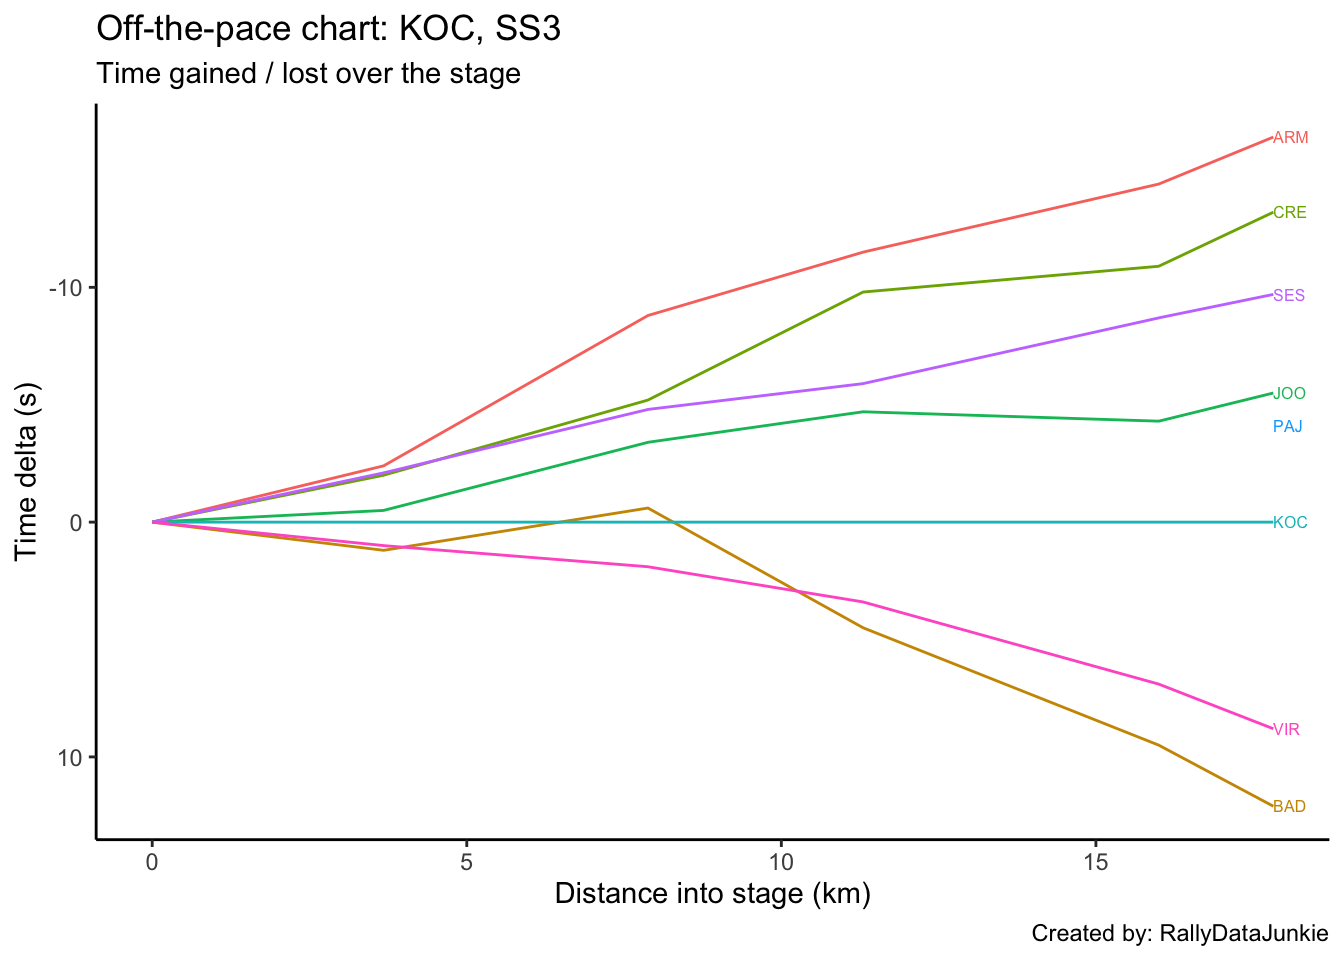 Off-the-pace chart: KOC, SS3
Time gained / lost over the stage
ARM
CRE
-10
SES
JOO
PAJ
Time delta (s)
0
KOC
VIR
10
BAD
0 5 10 15
Distance into stage (km)
Created by: RallyDataJunkie